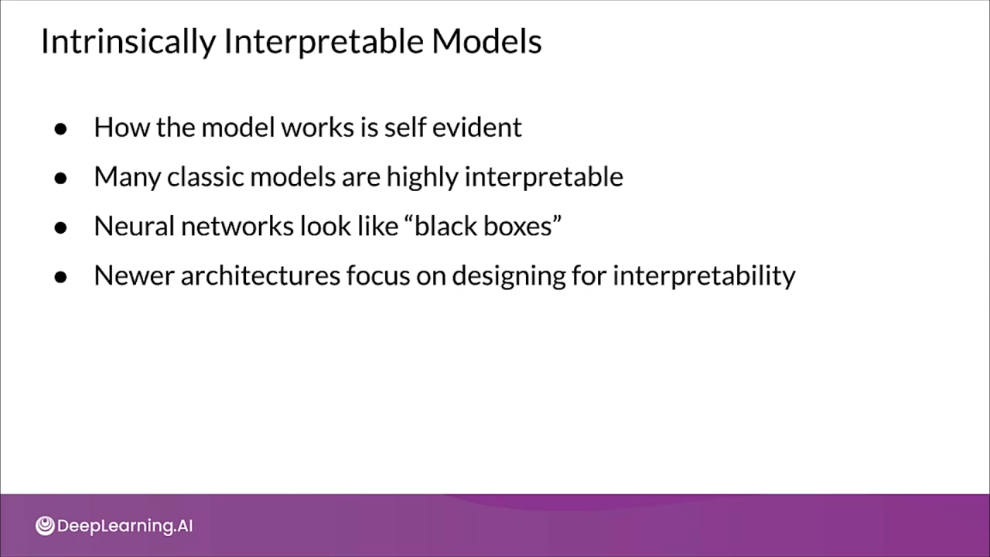 Intrinsically Interpretable Models
● How the model works is self evident
● Many classic models are highly interpretable
● Neural networks look like “black boxes”
● Newer architectures focus on designing for interpretability
DeepLearning.AI